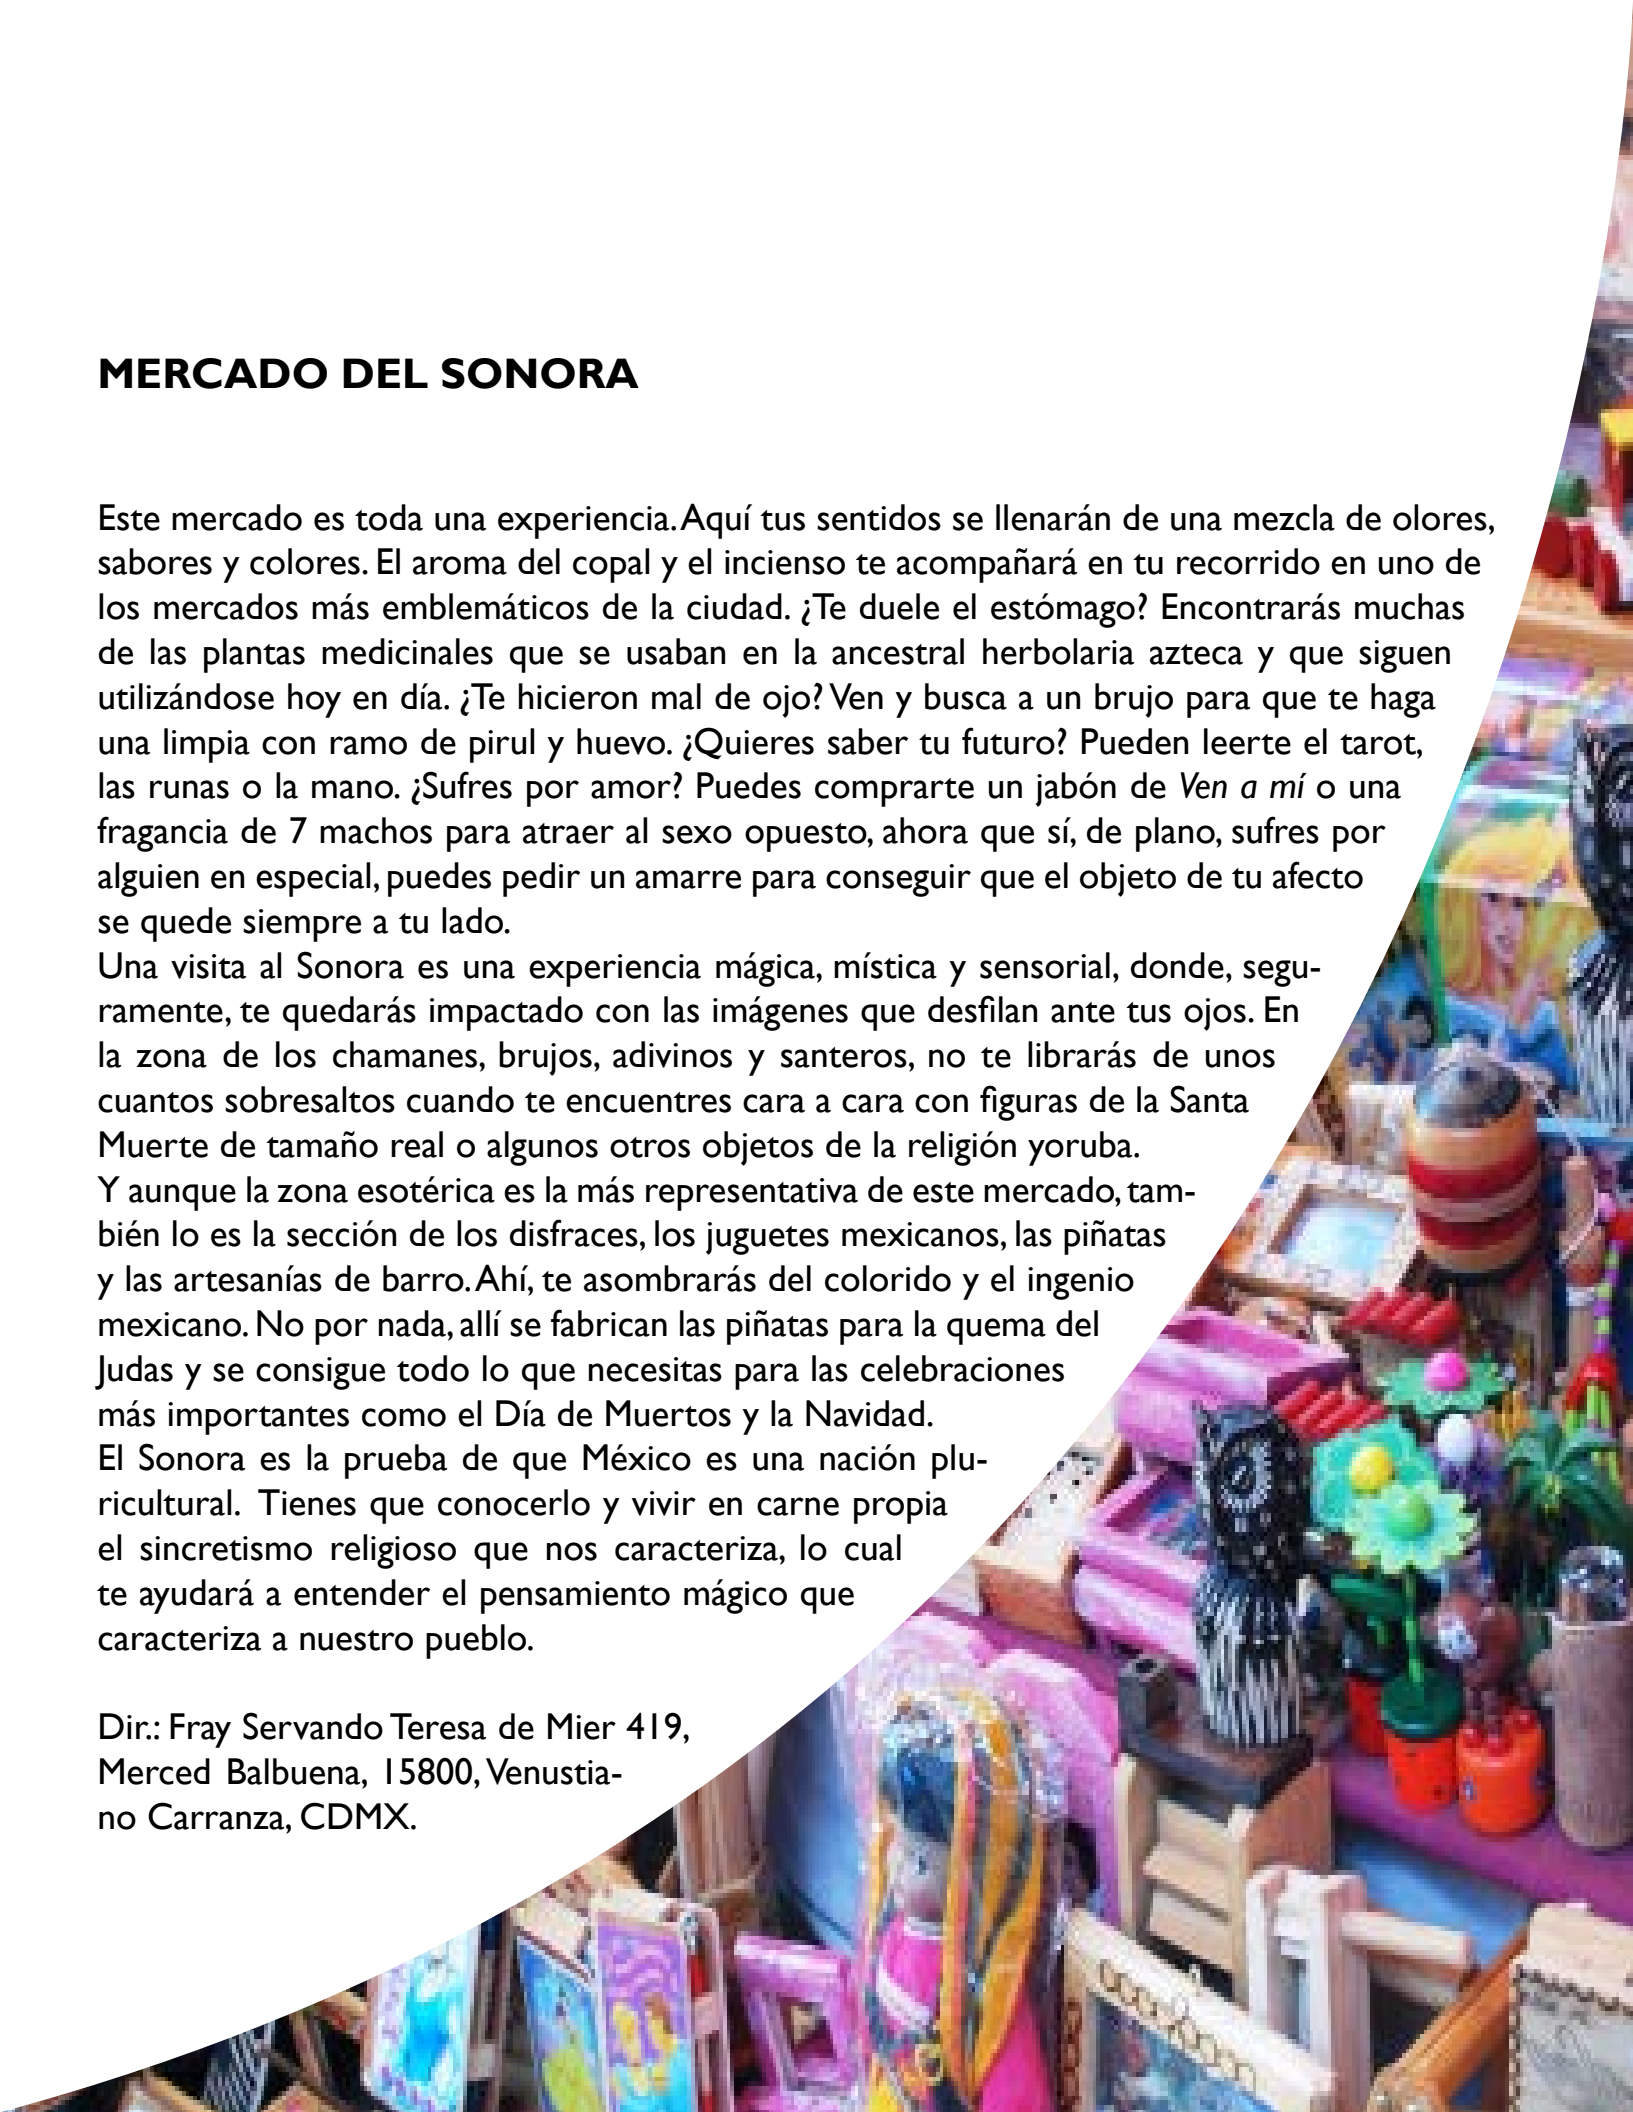 MERCADO DEL SONORA
Este mercado es toda una experiencia. Aquí tus sentidos se llenarán de una mezcla de olores,
sabores y colores. El aroma del copal y el incienso te acompañará en tu recorrido en uno de
los mercados más emblemáticos de la ciudad. ¿Te duele el estómago? Encontrarás muchas
de las plantas medicinales que se usaban en la ancestral herbolaria azteca y que siguen
utilizándose hoy en día. ¿Te hicieron mal de ojo? Ven y busca a un brujo para que te haga
una limpia con ramo de pirul y huevo. ¿Quieres saber tu futuro? Pueden leerte el tarot,
las runas o la mano. ¿Sufres por amor? Puedes comprarte un jabón de Ven a mí o una
fragancia de 7 machos para atraer al sexo opuesto, ahora que sí, de plano, sufres por
alguien en especial, puedes pedir un amarre para conseguir que el objeto de tu afecto
se quede siempre a tu lado.
Una visita al Sonora es una experiencia mágica, mística y sensorial, donde, segu-
ramente, te quedarás impactado con las imágenes que desfilan ante tus ojos. En
la zona de los chamanes, brujos, adivinos y santeros, no te librarás de unos
cuantos sobresaltos cuando te encuentres cara a cara con figuras de la Santa
Muerte de tamaño real o algunos otros objetos de la religión yoruba.
Y aunque la zona esotérica es la más representativa de este mercado, tam-
bién lo es la sección de los disfraces, los juguetes mexicanos, las piñatas
y las artesanías de barro. Ahí, te asombrarás del colorido y el ingenio
mexicano. No por nada, allí se fabrican las piñatas para la quema del
Judas y se consigue todo lo que necesitas para las celebraciones
más importantes como el Día de Muertos y la Navidad.
El Sonora es la prueba de que México es una nación plu-
ricultural. Tienes que conocerlo y vivir en carne propia
el sincretismo religioso que nos caracteriza, lo cual
te ayudará a entender el pensamiento mágico que
caracteriza a nuestro pueblo.
Dir.: Fray Servando Teresa de Mier 419,
Merced Balbuena, 15800, Venustia-
no Carranza, CDMX.